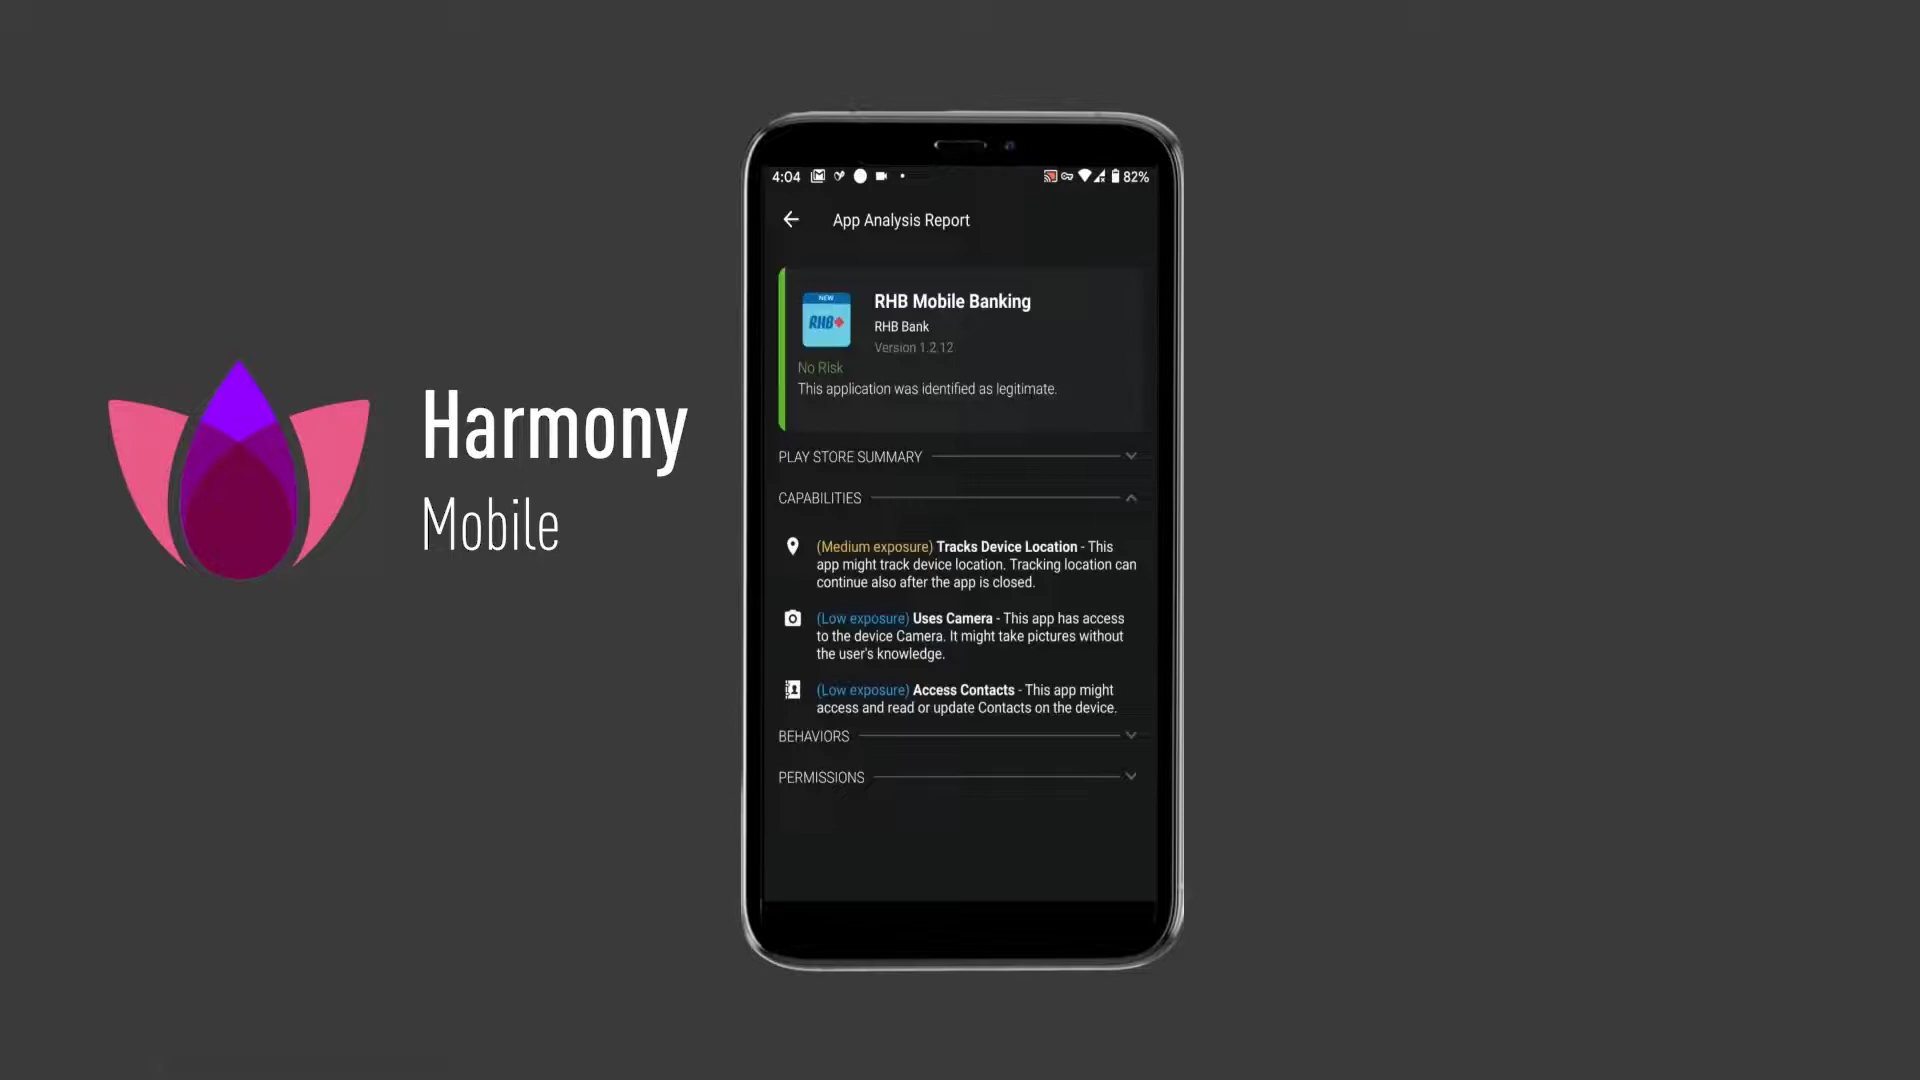 Harmony
Mobile
4:04
82%
App Analysis Report
NEW
RHB
RHB Mobile Banking
RHB Bank
Version 1.2.12
No Risk
This application was identified as legitimate.
PLAY STORE SUMMARY
CAPABILITIES
(Medium exposure) Tracks Device Location - This
app might track device location. Tracking location can
continue also after the app is closed.
(Low exposure) Uses Camera - This app has access
to the device Camera. It might take pictures without
the user's knowledge.
(Low exposure) Access Contacts - This app might
access and read or update Contacts on the device.
BEHAVIORS
PERMISSIONS